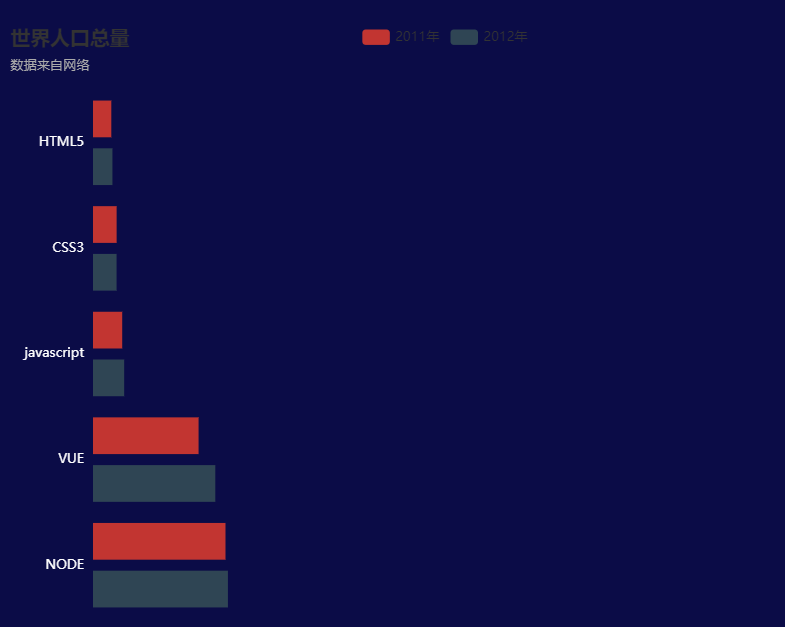 世界人口总量
2011年 2012年
数据来自网络
HTML5
CSS3
javascript
VUE
NODE